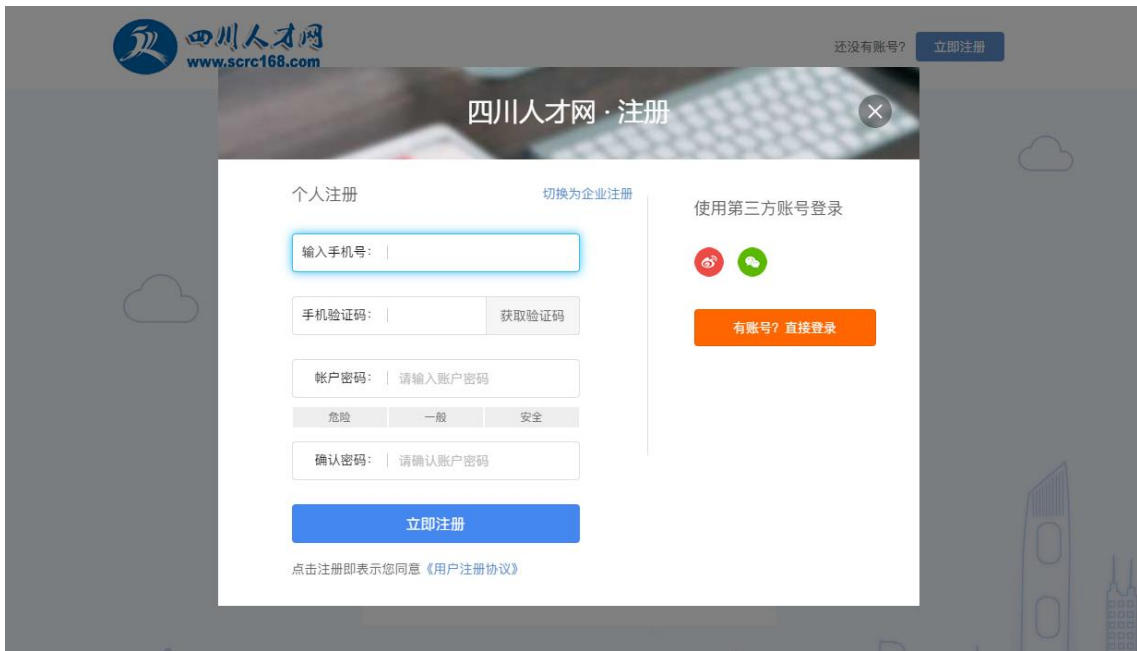 四川人才网
www.scrc168.com
还没有账号?
立即注册
四川人才网·注册
个人注册
切换为企业注册
输入手机号:
手机验证码:
获取验证码
帐户密码:
请输入账户密码
危险
一般
安全
确认密码:
请确认账户密码
立即注册
点击注册即表示您同意《用户注册协议》
使用第三方账号登录
有账号? 直接登录